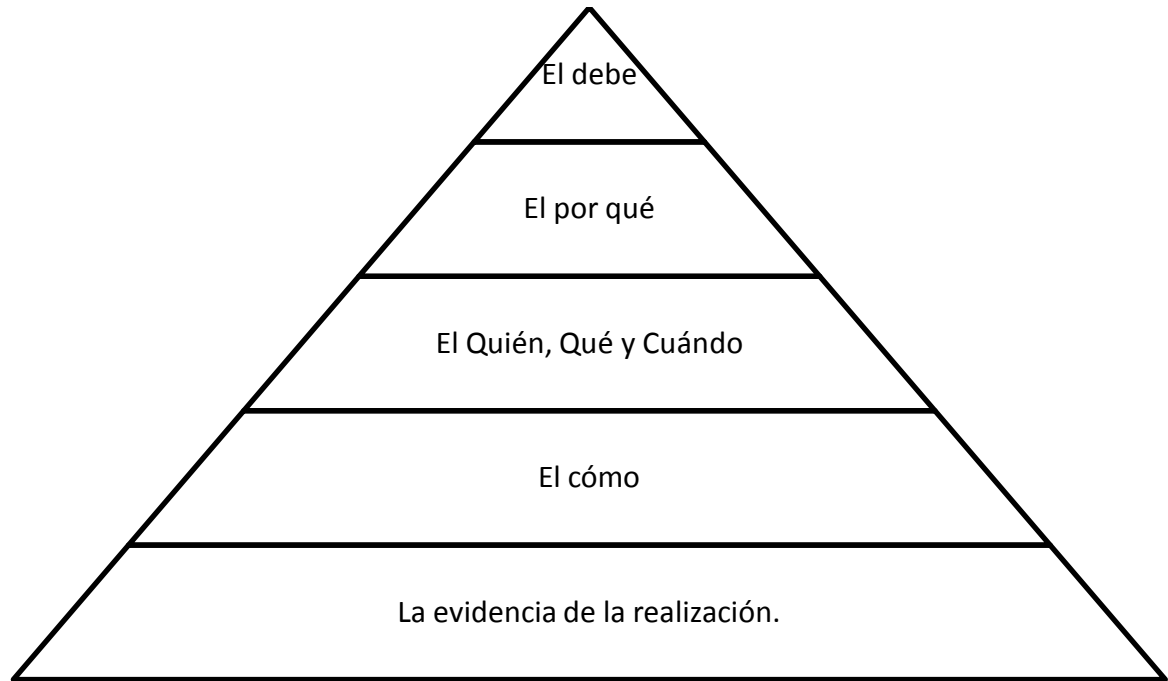 El debe
El por qué
El Quién, Qué y Cuándo
El cómo
La evidencia de la realización.